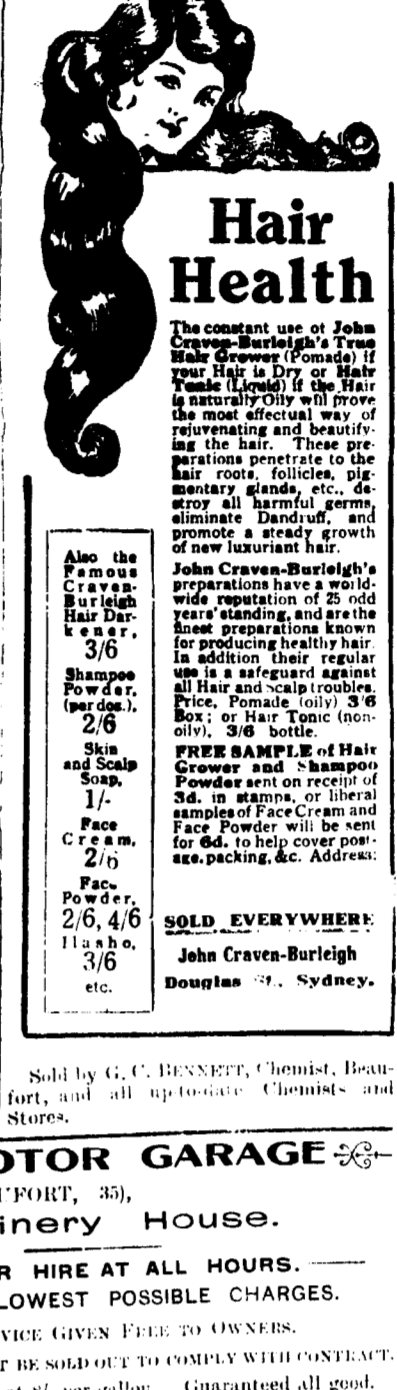 Hair
Health
The constant use of John
Craven-Burleigh's True
Hair Grower (Pomade) if
your Hair is Dry or Hair
Tonic (Liquid) if the Hair
is naturally Oily will prove
the most effectual way of
rejuvenating and beautify-
ing the hair. These pre-
parations penetrate to the
hair roots, follicles, pig-
mentary glands, etc., de-
stroy all harmful germs,
eliminate Dandruff, and
promote a steady growth
of new luxuriant hair.
John Craven-Burleigh's
preparations have a world-
wide reputation of 25 odd
years' standing, and are the
finest preparations known
for producing healthy hair
In addition their regular
use is a safeguard against
all Hair and Scalp troubles.
Price, Pomade (oily) 3'6
Box; or Hair Tonic (non-
oily), 3/6 bottle.
FREE SAMPLE of Hair
Grower and Shampoo
Powder sent on receipt of
3d. in stamps, or liberal
samples of Face Cream and
Face Powder will be sent
for 6d. to help cover post-
age, packing, &c. Address:
SOLD EVERYWHERE
John Craven-Burleigh
Douglas St., Sydney.
Also the
Famous
Craven-
Burleigh
Hair Dar-
kener,
3/6
Shampoo
Powder,
(per dos.),
2/6
Skin
and Scalp
Soap,
1/-
Face
Cream,
2/6
Face
Powder,
2/6, 4/6
Ilasho,
3/6
etc.
Sold by G. C. BENNETT, Chemist, Beau-
fort, and all up-to-date Chemists and
Stores.
OTOR GARAGE
UFORT, 35),
inery House.
R HIRE AT ALL HOURS.
LOWEST POSSIBLE CHARGES.
VICE GIVEN FREE TO OWNERS.
T BE SOLD OUT TO COMPLY WITH CONTRACT.
per gallon. Guaranteed all good.